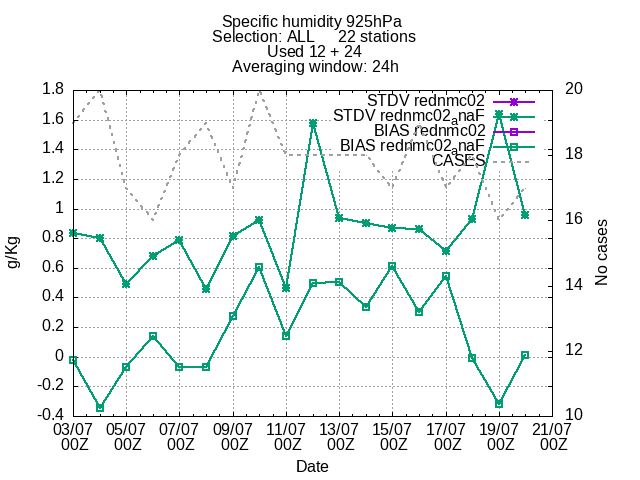 Specific humidity 925hPa
Selection: ALL 22 stations
Used 12 + 24
Averaging window: 24h
STDV rednmc02
STDV rednmc02anaF
BIAS rednmc02
BIAS rednmc02anaF
CASES
1.8
1.6
1.4
1.2
1
0.8
0.6
0.4
0.2
0
-0.2
-0.4
g/Kg
20
18
16
14
12
10
No cases
03/07 05/07 07/07 09/07 11/07 13/07 15/07 17/07 19/07 21/07
00Z 00Z 00Z 00Z 00Z 00Z 00Z 00Z 00Z 00Z
Date